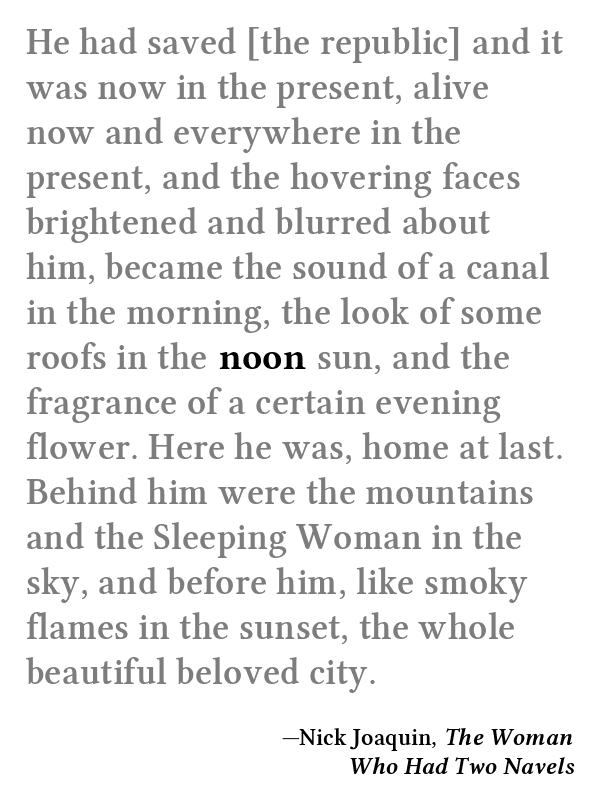 He had saved [the republic] and it
was now in the present, alive
now and everywhere in the
present, and the hovering faces
brightened and blurred about
him, became the sound of a canal
in the morning, the look of some
roofs in the noon sun, and the
fragrance of a certain evening
flower. Here he was, home at last.
Behind him were the mountains
and the Sleeping Woman in the
sky, and before him, like smoky
flames in the sunset, the whole
beautiful beloved city.
—Nick Joaquin, The Woman
Who Had Two Navels